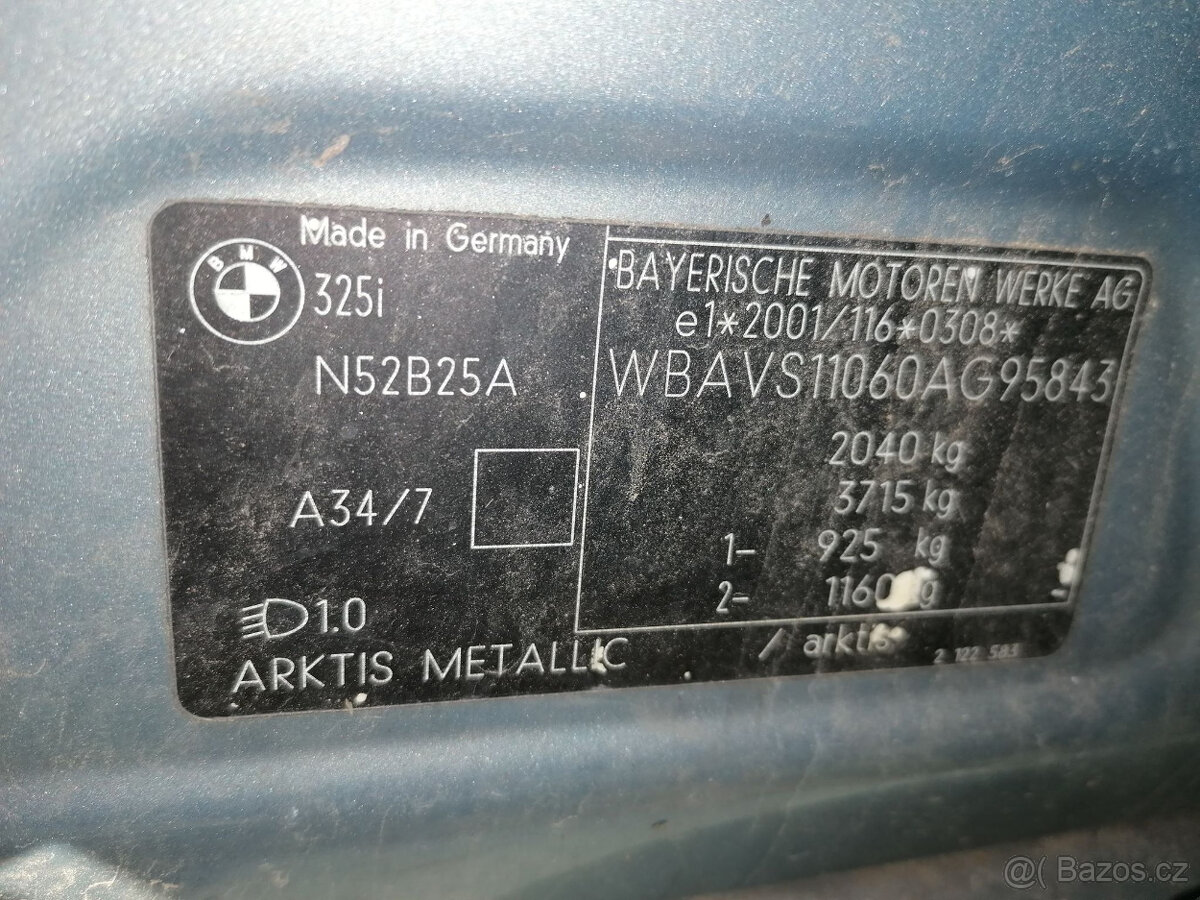 Made in Germany
BMW
325i
N52B25A
A34/7
1.0
ARKTIS METALLIC / arktis
BAYERISCHE MOTOREN WERKE AG
e1*2001/116*0308*
WBAVS11060AG95843
2040 kg
3715 kg
1- 925 kg
2- 1160 kg
2 122 583
@ Bazos.cz